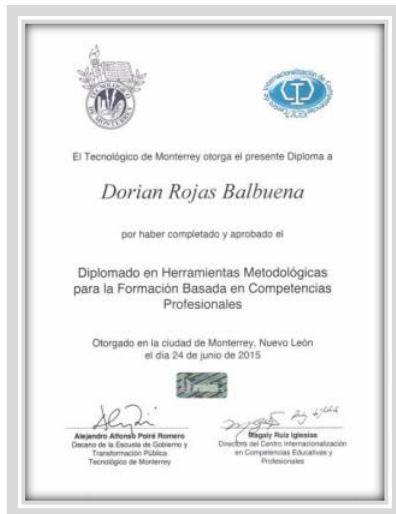 El Tecnológico de Monterrey otorga el presente Diploma a
Dorian Rojas Balbuena
por haber completado y aprobado el
Diplomado en Herramientas Metodológicas
para la Formación Basada en Competencias
Profesionales
Otorgado en la ciudad de Monterrey, Nuevo León
el día 24 de junio de 2015
Alejandro Alfonso Poiré Romero
Decano de la Escuela de Gobierno y
Transformación Pública
Tecnológico de Monterrey
Magaly Ruiz Iglesias
Directora del Centro Internacionalización
en Competencias Educativas y
Profesionales